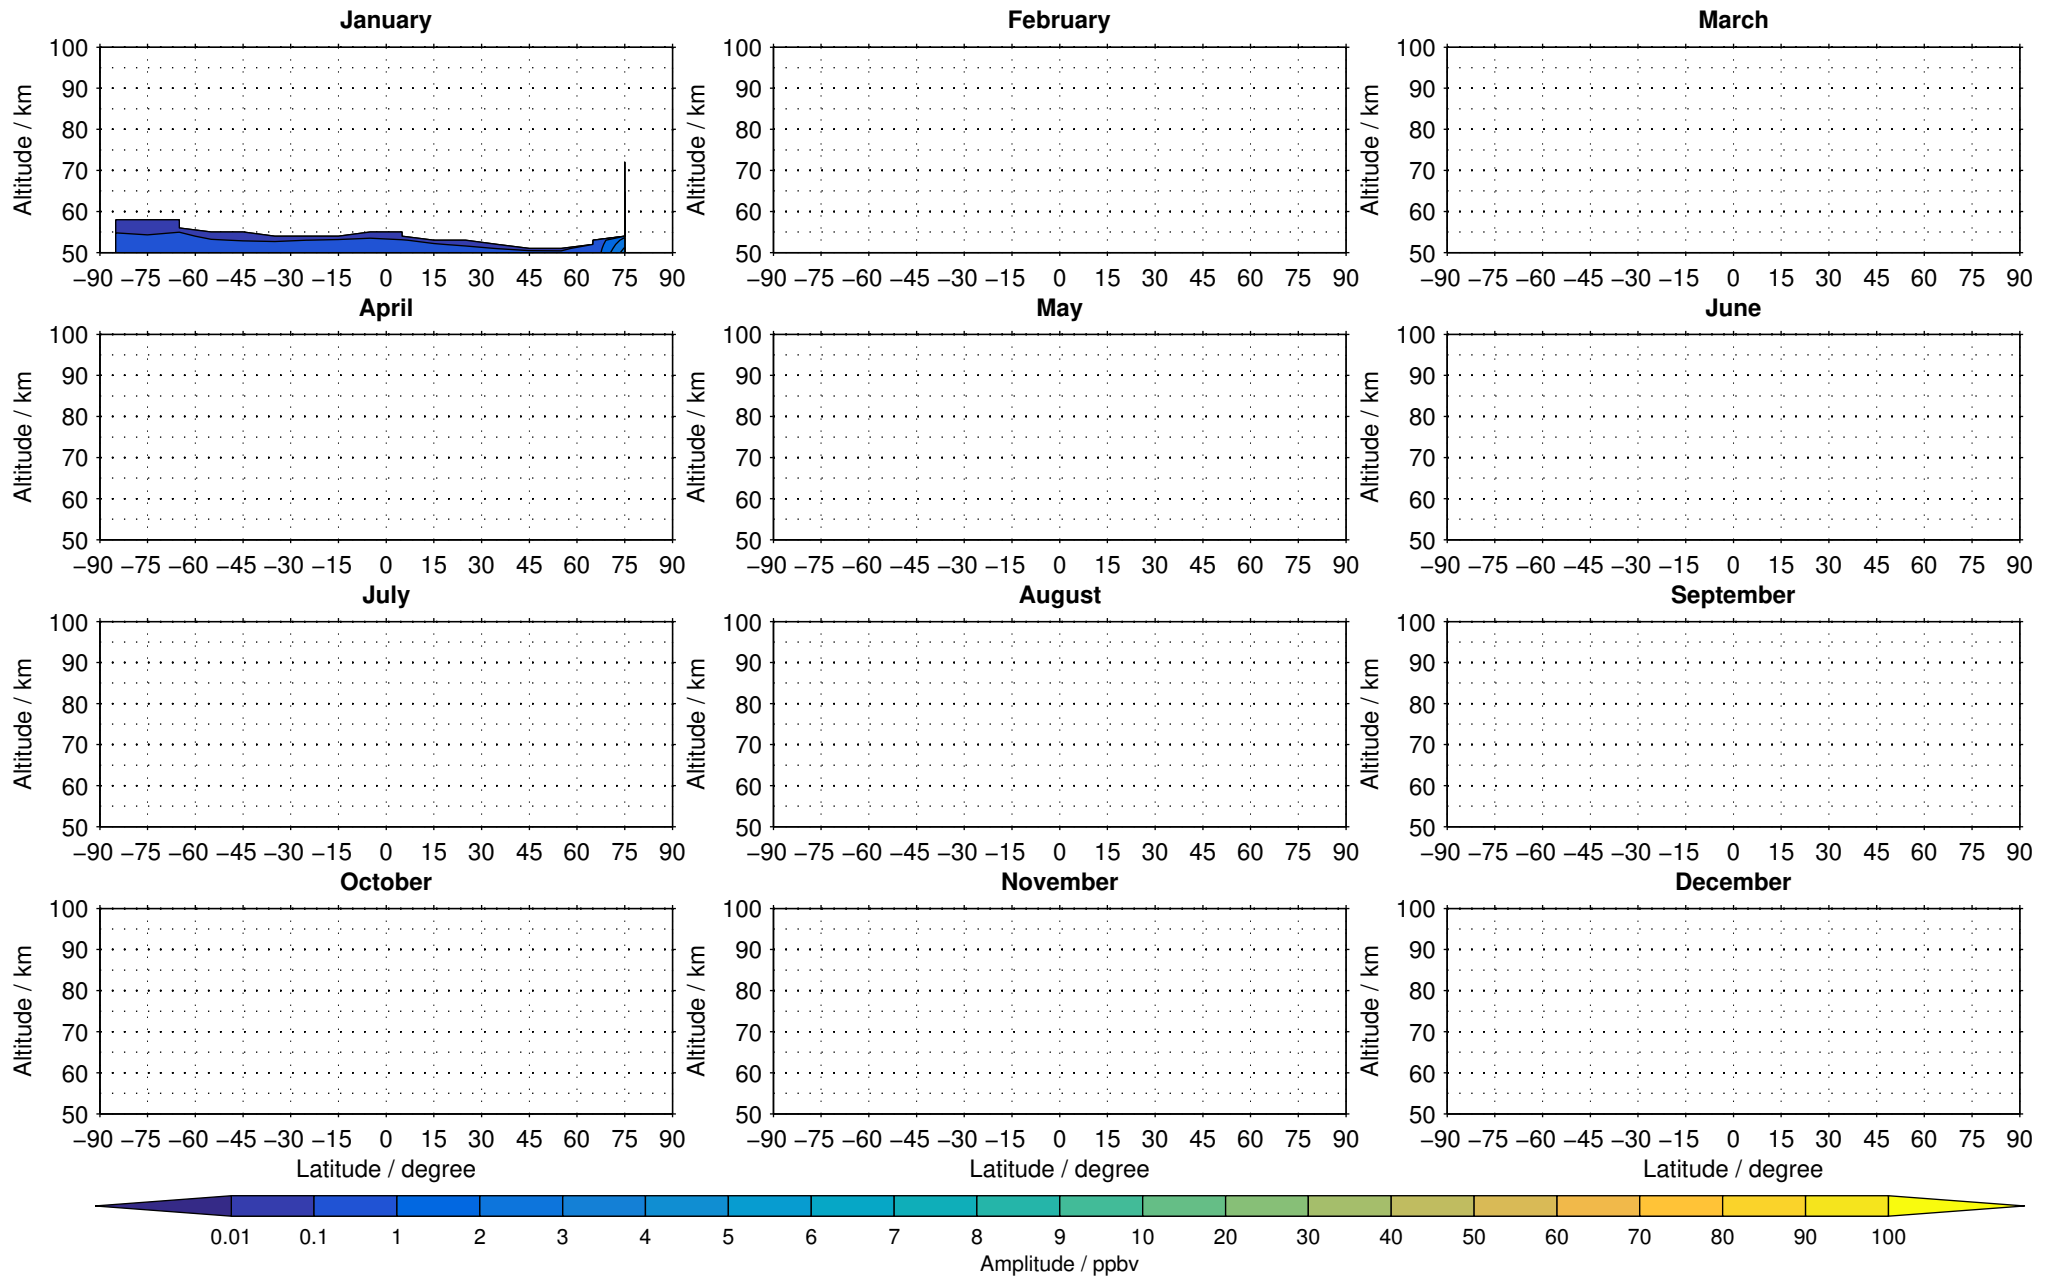 January February March
100 100 100
Altitude / km Altitude / km Altitude / km
90 90 90
80 80 80
70 70 70
60 60 60
50 50 50
−90 −75 −60 −45 −30 −15 0 15 30 45 60 75 90 −90 −75 −60 −45 −30 −15 0 15 30 45 60 75 90 −90 −75 −60 −45 −30 −15 0 15 30 45 60 75 90
April May June
100 100 100
Altitude / km Altitude / km Altitude / km
90 90 90
80 80 80
70 70 70
60 60 60
50 50 50
−90 −75 −60 −45 −30 −15 0 15 30 45 60 75 90 −90 −75 −60 −45 −30 −15 0 15 30 45 60 75 90 −90 −75 −60 −45 −30 −15 0 15 30 45 60 75 90
July August September
100 100 100
Altitude / km Altitude / km Altitude / km
90 90 90
80 80 80
70 70 70
60 60 60
50 50 50
−90 −75 −60 −45 −30 −15 0 15 30 45 60 75 90 −90 −75 −60 −45 −30 −15 0 15 30 45 60 75 90 −90 −75 −60 −45 −30 −15 0 15 30 45 60 75 90
October November December
100 100 100
Altitude / km Altitude / km Altitude / km
90 90 90
80 80 80
70 70 70
60 60 60
50 50 50
−90 −75 −60 −45 −30 −15 0 15 30 45 60 75 90 −90 −75 −60 −45 −30 −15 0 15 30 45 60 75 90 −90 −75 −60 −45 −30 −15 0 15 30 45 60 75 90
Latitude / degree Latitude / degree Latitude / degree
0.01 0.1 1 2 3 4 5 6 7 8 9 10 20 30 40 50 60 70 80 90 100
Amplitude / ppbv